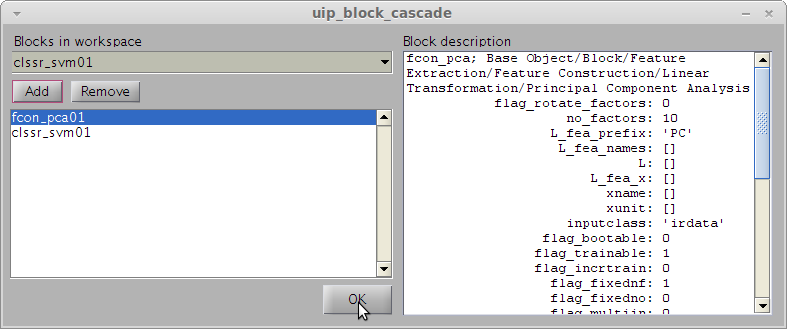 uip_block_cascade
Blocks in workspace
clssr_svm01
Add Remove
fcon_pca01
clssr_svm01
OK
Block description
fcon_pca; Base Object/Block/Feature
Extraction/Feature Construction/Linear
Transformation/Principal Component Analysis
flag_rotate_factors: 0
no_factors: 10
L_fea_prefix: 'PC'
L_fea_names: []
L: []
L_fea_x: []
xname: []
xunit: []
inputclass: 'irdata'
flag_bootable: 0
flag_trainable: 1
flag_incrtrain: 0
flag_fixednf: 1
flag_fixedno: 0
flag_multiin: 0